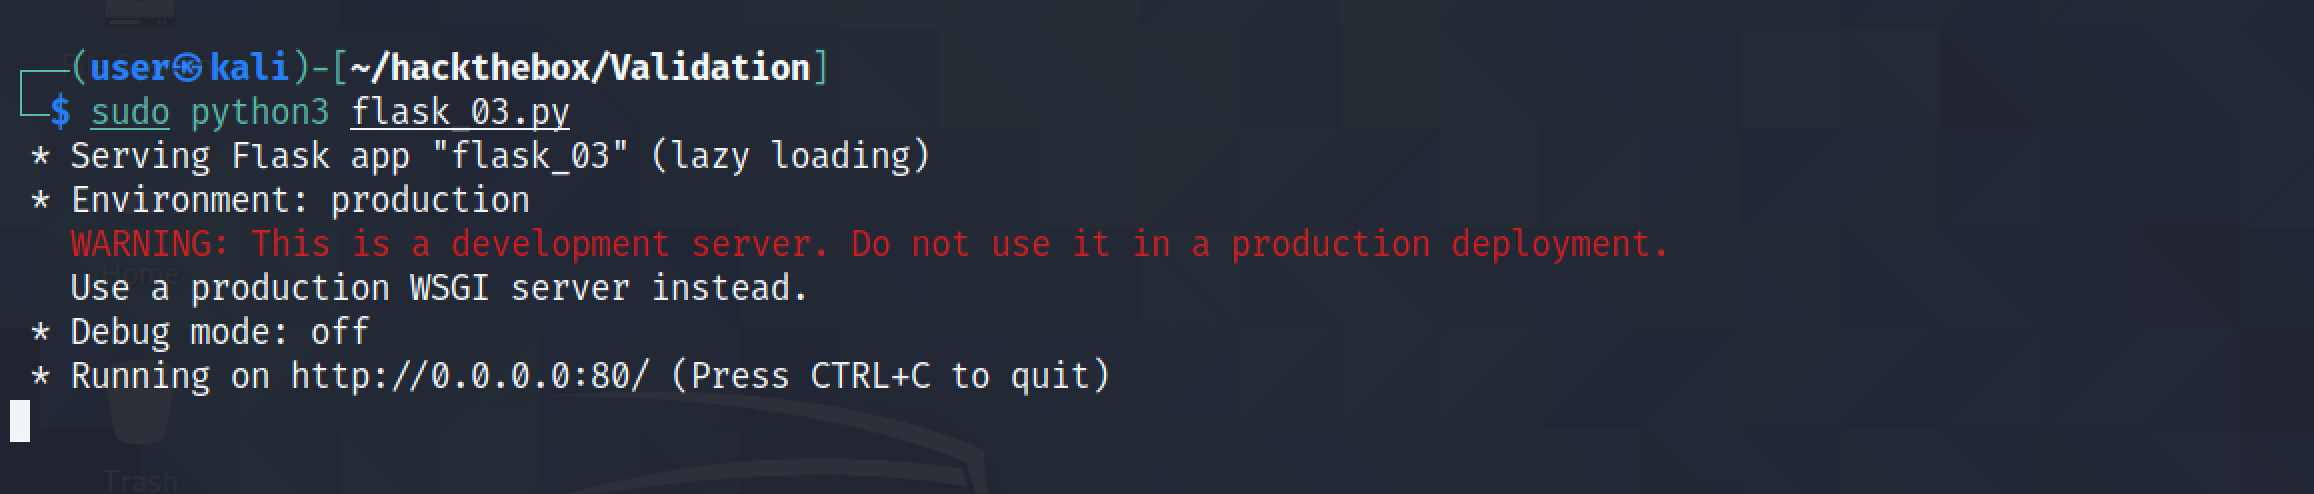 (user㉿kali)-[~/hackthebox/Validation]
$ sudo python3 flask_03.py
* Serving Flask app "flask_03" (lazy loading)
* Environment: production
WARNING: This is a development server. Do not use it in a production deployment.
Home
Use a production WSGI server instead.
* Debug mode: off
* Running on http://0.0.0.0:80/ (Press CTRL+C to quit)
Trash